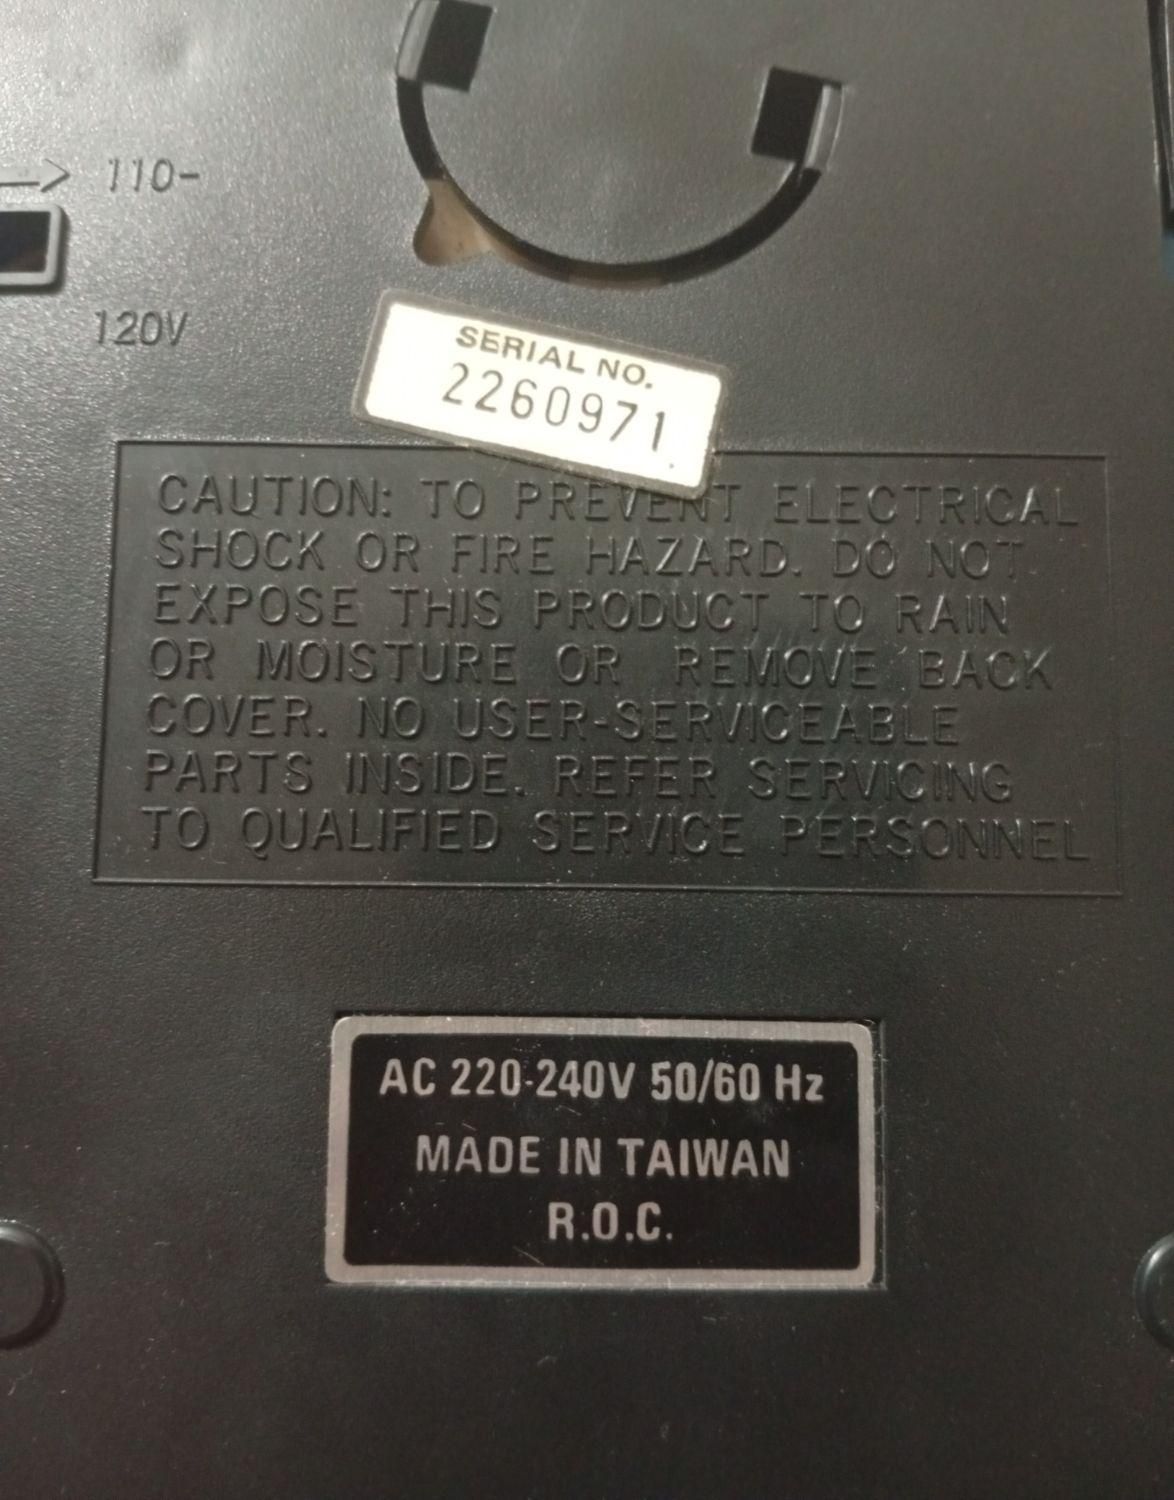 110-
120V
SERIAL NO.
2260971
CAUTION: TO PREVENT ELECTRICAL
SHOCK OR FIRE HAZARD. DO NOT
EXPOSE THIS PRODUCT TO RAIN
OR MOISTURE OR REMOVE BACK
COVER. NO USER-SERVICEABLE
PARTS INSIDE. REFER SERVICING
TO QUALIFIED SERVICE PERSONNEL
AC 220-240V 50/60 Hz
MADE IN TAIWAN
R.O.C.